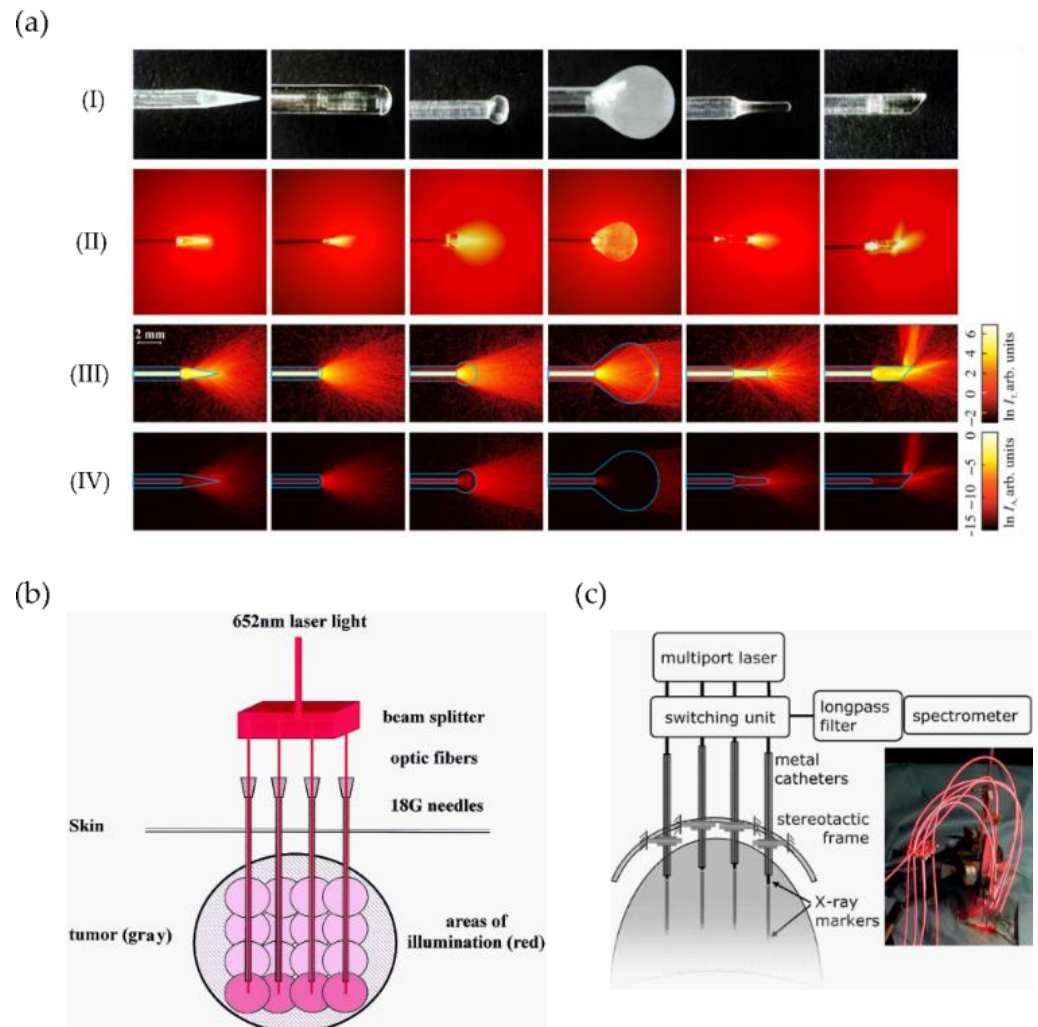 (a)
(I)
(II)
(III)
2 mm
6
4
2
0
−2
ln I_T, arb. units
(IV)
0
−5
−10
−15
ln I_A, arb. units
(b)
652nm laser light
beam splitter
optic fibers
18G needles
Skin
tumor (gray)
areas of
illumination (red)
(c)
multiport laser
switching unit
longpass
filter
spectrometer
metal
catheters
stereotactic
frame
X-ray
markers